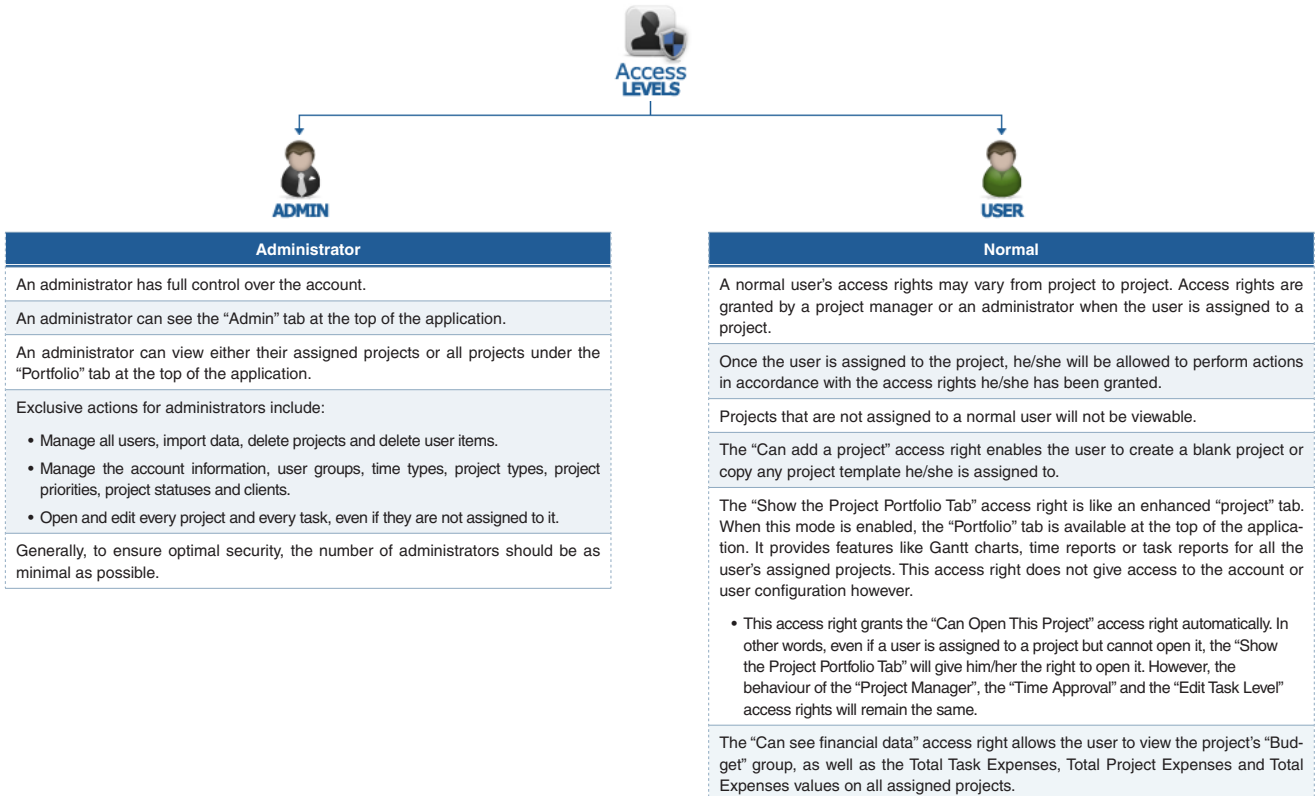 Access
LEVELS
ADMIN
USER
Administrator
An administrator has full control over the account.
An administrator can see the “Admin” tab at the top of the application.
An administrator can view either their assigned projects or all projects under the
“Portfolio” tab at the top of the application.
Exclusive actions for administrators include:
• Manage all users, import data, delete projects and delete user items.
• Manage the account information, user groups, time types, project types, project
priorities, project statuses and clients.
• Open and edit every project and every task, even if they are not assigned to it.
Generally, to ensure optimal security, the number of administrators should be as
minimal as possible.
Normal
A normal user’s access rights may vary from project to project. Access rights are
granted by a project manager or an administrator when the user is assigned to a
project.
Once the user is assigned to the project, he/she will be allowed to perform actions
in accordance with the access rights he/she has been granted.
Projects that are not assigned to a normal user will not be viewable.
The “Can add a project” access right enables the user to create a blank project or
copy any project template he/she is assigned to.
The “Show the Project Portfolio Tab” access right is like an enhanced “project” tab.
When this mode is enabled, the “Portfolio” tab is available at the top of the applica-
tion. It provides features like Gantt charts, time reports or task reports for all the
user’s assigned projects. This access right does not give access to the account or
user configuration however.
• This access right grants the “Can Open This Project” access right automatically. In
other words, even if a user is assigned to a project but cannot open it, the “Show
the Project Portfolio Tab” will give him/her the right to open it. However, the
behaviour of the “Project Manager”, the “Time Approval” and the “Edit Task Level”
access rights will remain the same.
The “Can see financial data” access right allows the user to view the project’s “Bud-
get” group, as well as the Total Task Expenses, Total Project Expenses and Total
Expenses values on all assigned projects.